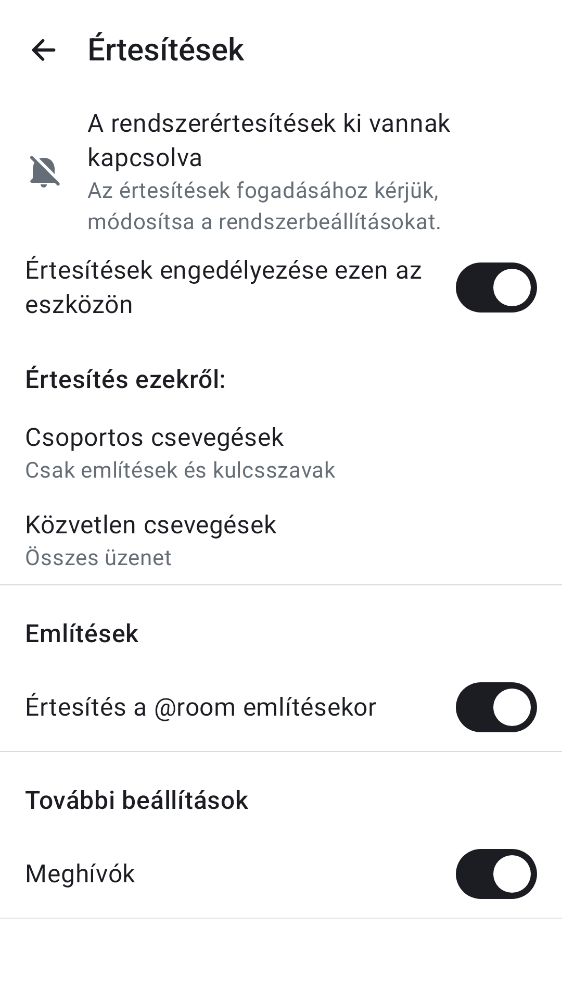 Értesítések
A rendszerértesítések ki vannak
kapcsolva
Az értesítések fogadásához kérjük,
módosítsa a rendszerbeállításokat.
Értesítések engedélyezése ezen az
eszközön
Értesítés ezekről:
Csoportos csevegések
Csak említések és kulcsszavak
Közvetlen csevegések
Összes üzenet
Említések
Értesítés a @room említésekor
További beállítások
Meghívók